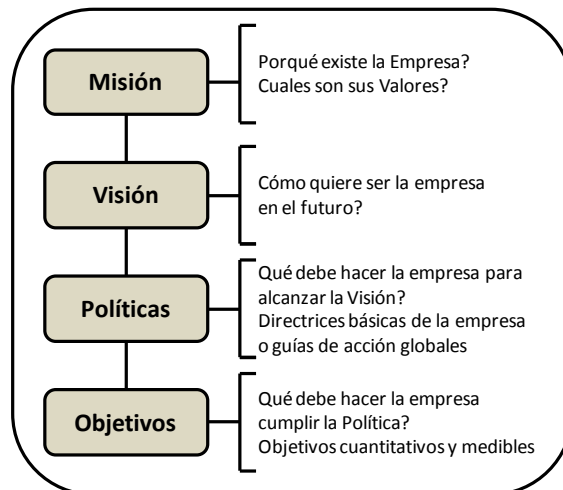 Misión
Porqué existe la Empresa?
Cuales son sus Valores?
Visión
Cómo quiere ser la empresa
en el futuro?
Políticas
Qué debe hacer la empresa para
alcanzar la Visión?
Directrices básicas de la empresa
o guías de acción globales
Objetivos
Qué debe hacer la empresa
cumplir la Política?
Objetivos cuantitativos y medibles